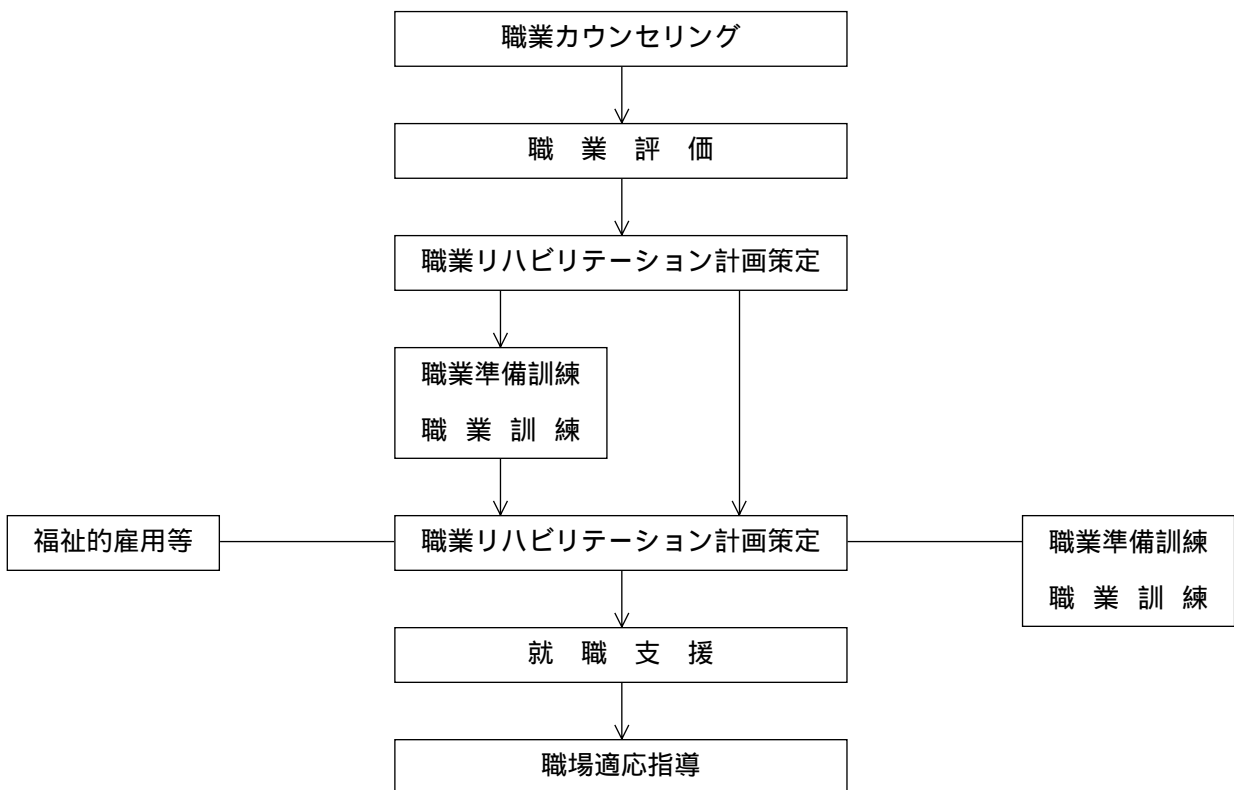 職業カウンセリング
職 業 評 価
職業リハビリテーション計画策定
職業準備訓練
職 業 訓 練
福祉的雇用等
職業リハビリテーション計画策定
職業準備訓練
職 業 訓 練
就 職 支 援
職場適応指導